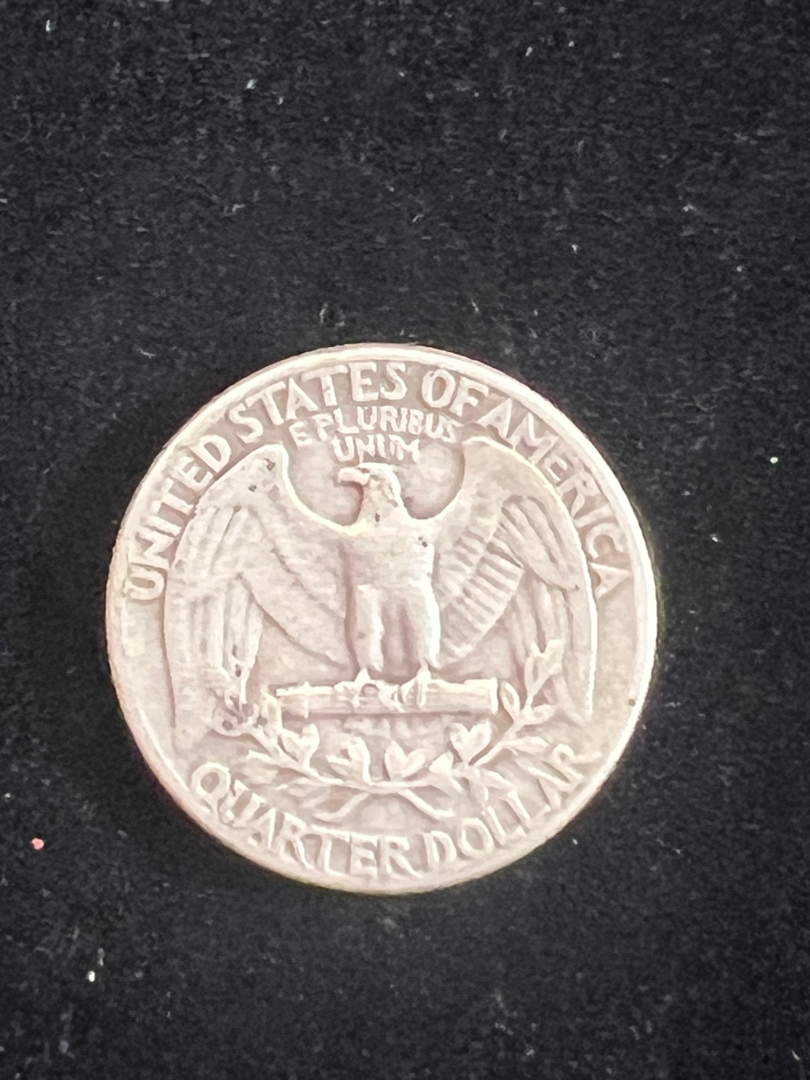 UNITED STATES OF AMERICA
E PLURIBUS
UNUM
QUARTER DOLLAR